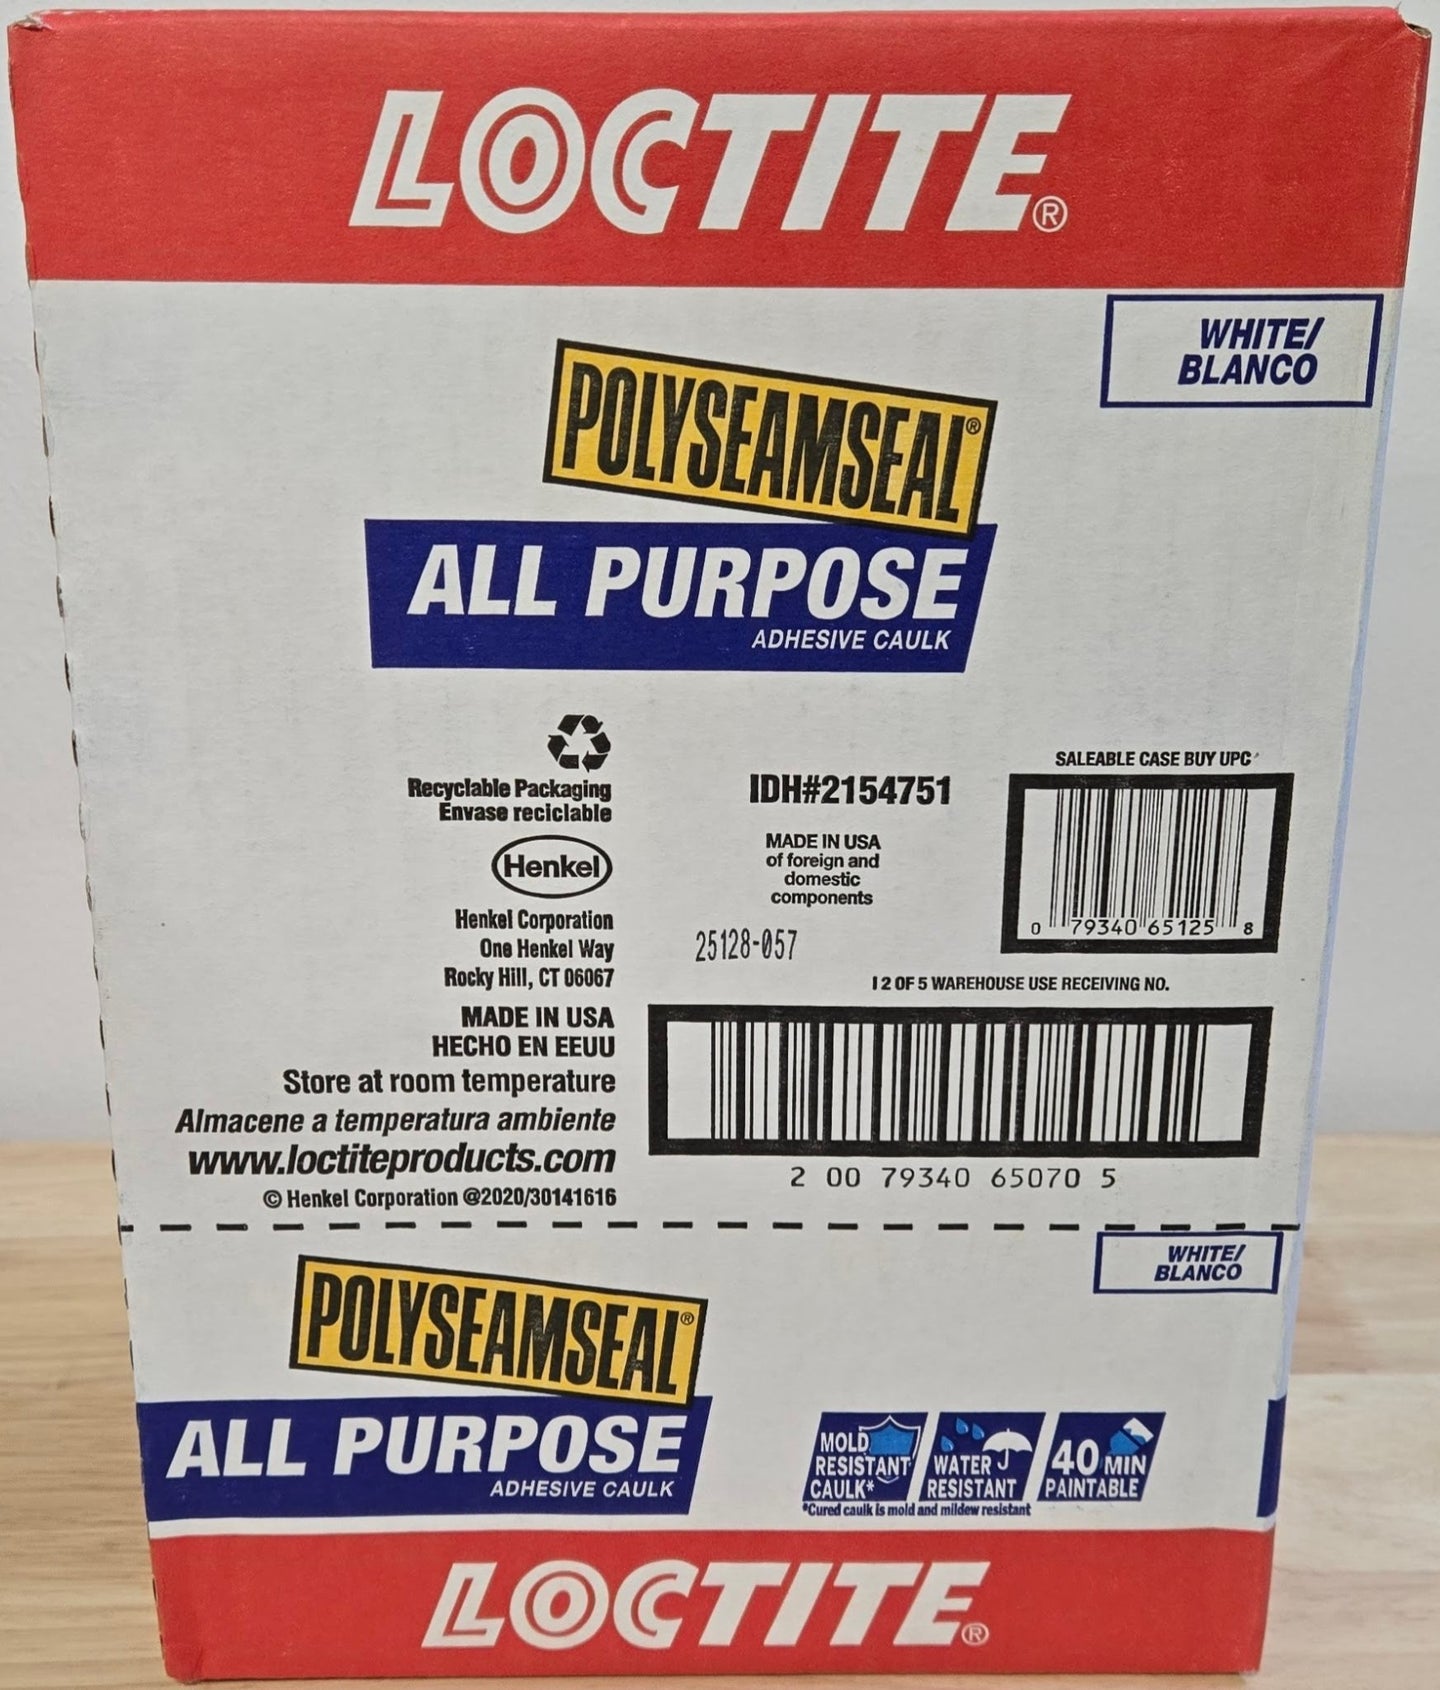 LOCTITE®
WHITE/
BLANCO
POLYSEAMSEAL®
ALL PURPOSE
ADHESIVE CAULK
Recyclable Packaging
Envase reciclable
Henkel
Henkel Corporation
One Henkel Way
Rocky Hill, CT 06067
MADE IN USA
HECHO EN EEUU
Store at room temperature
Almacene a temperatura ambiente
www.loctiteproducts.com
© Henkel Corporation @2020/30141616
IDH#2154751
MADE IN USA
of foreign and
domestic
components
25128-057
SALEABLE CASE BUY UPC
0 79340 65125 8
I 2 OF 5 WAREHOUSE USE RECEIVING NO.
2 00 79340 65070 5
WHITE/
BLANCO
POLYSEAMSEAL®
ALL PURPOSE
ADHESIVE CAULK
MOLD
RESISTANT
CAULK*
WATER
RESISTANT
40 MIN
PAINTABLE
*Cured caulk is mold and mildew resistant
LOCTITE®